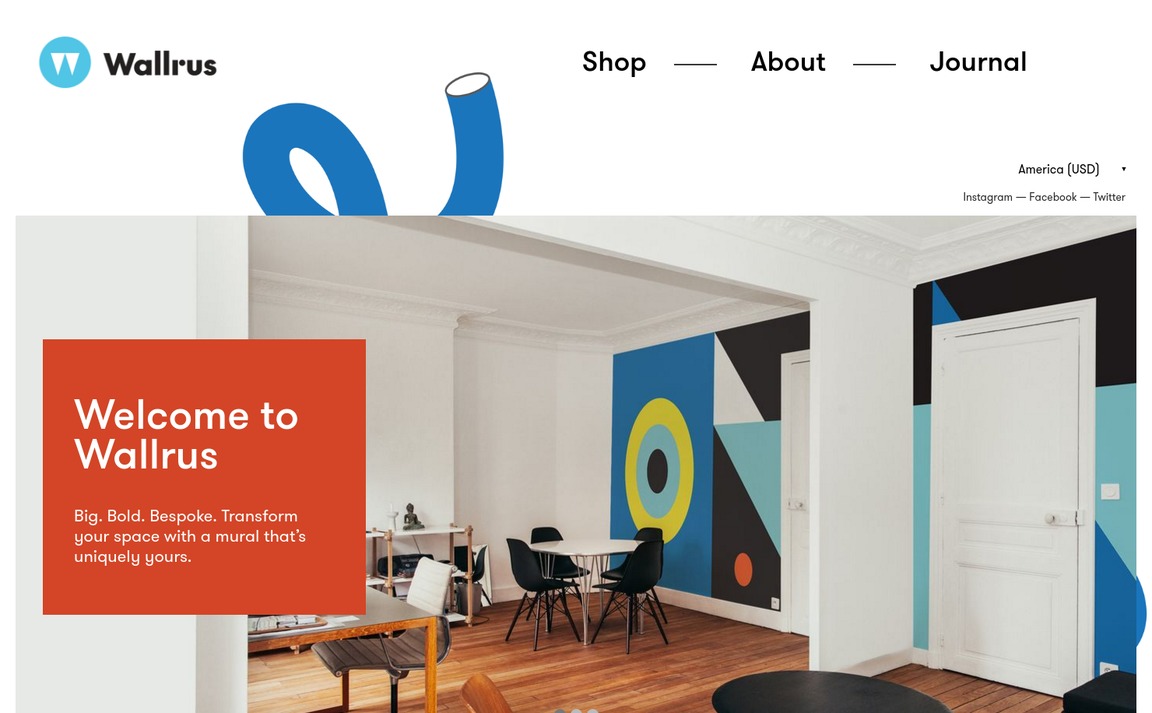 Wallrus
Shop — About — Journal
America (USD) ▾
Instagram — Facebook — Twitter
Welcome to
Wallrus
Big. Bold. Bespoke. Transform
your space with a mural that’s
uniquely yours.